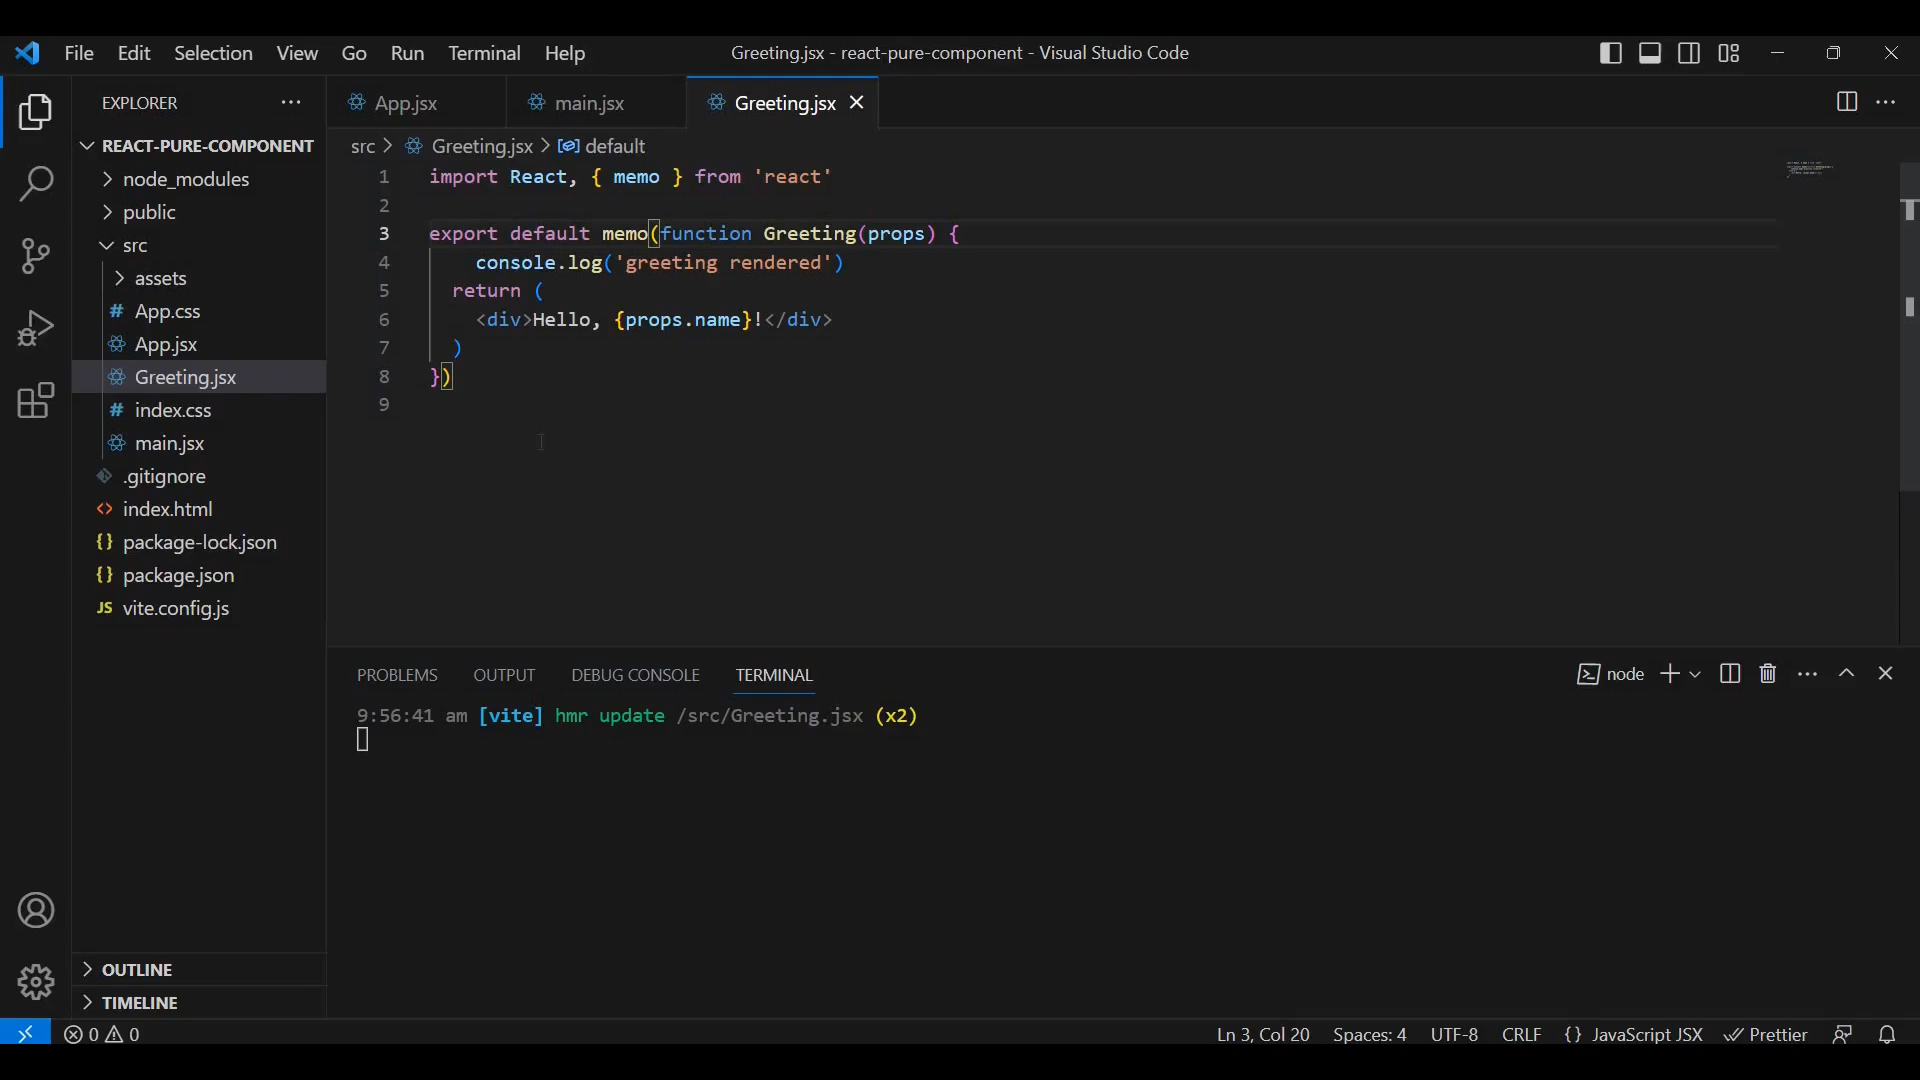 File Edit Selection View Go Run Terminal Help
Greeting.jsx - react-pure-component - Visual Studio Code
EXPLORER
REACT-PURE-COMPONENT
node_modules
public
src
assets
# App.css
App.jsx
Greeting.jsx
# index.css
main.jsx
.gitignore
<> index.html
{} package-lock.json
{} package.json
JS vite.config.js
OUTLINE
TIMELINE
App.jsx main.jsx Greeting.jsx
src > Greeting.jsx > default
1 import React, { memo } from 'react'
2
3 export default memo(function Greeting(props) {
4 console.log('greeting rendered')
5 return (
6 <div>Hello, {props.name}!</div>
7 )
8 })
9
PROBLEMS OUTPUT DEBUG CONSOLE TERMINAL
node
9:56:41 am [vite] hmr update /src/Greeting.jsx (x2)
0 0
Ln 3, Col 20 Spaces: 4 UTF-8 CRLF {} JavaScript JSX Prettier